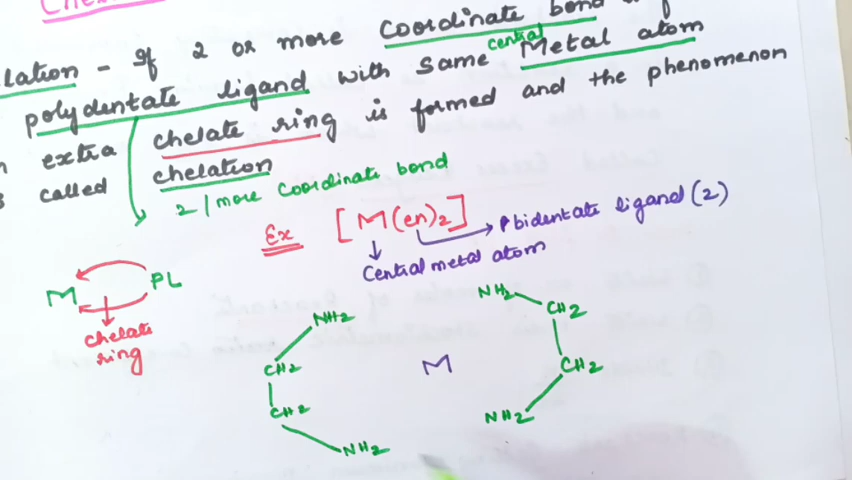 coordinate bond
lation - If 2 or more
central
polydentate ligand with same Metal atom
extra chelate ring is formed and the phenomenon
called chelation
2 / more coordinate bond
Ex [M(en)2] bidentate ligand (2)
Central metal atom
M PL
chelate
ring
NH2
CH2
CH2
NH2
M
NH2
CH2
CH2
NH2